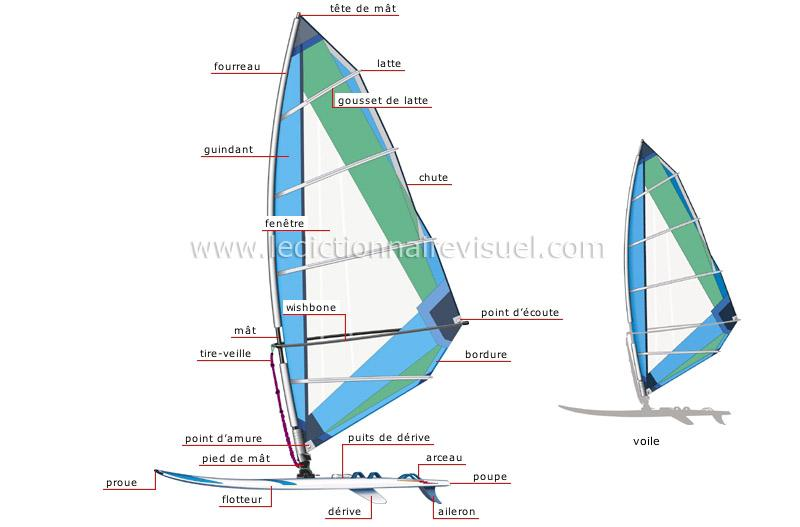 tête de mât
fourreau
latte
gousset de latte
guindant
chute
fenêtre
www.ledictionnairevisuel.com
wishbone
point d'écoute
mât
tire-veille
bordure
point d'amure
puits de dérive
voile
pied de mât
arceau
proue
poupe
flotteur
dérive
aileron